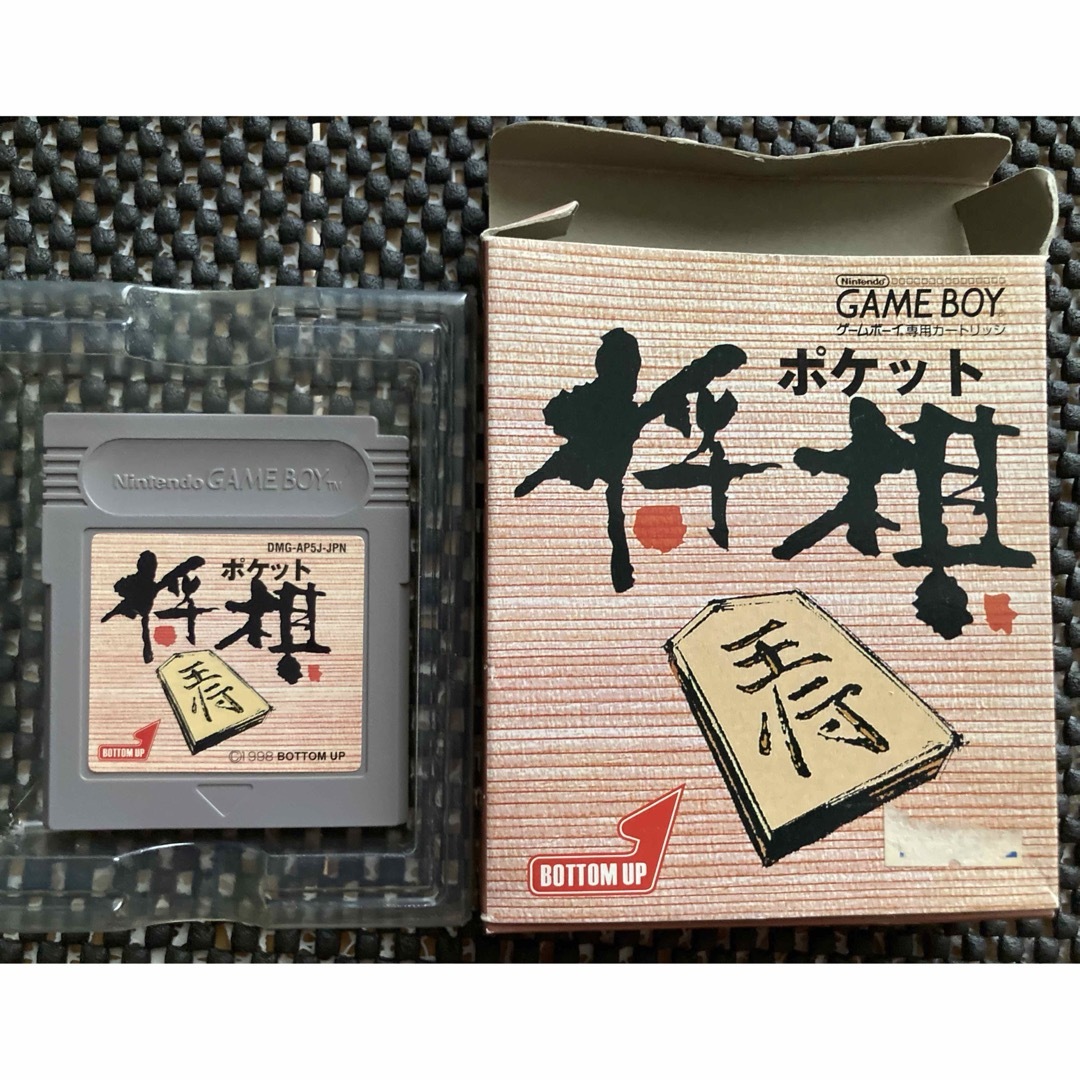 Nintendo GAME BOY TM
DMG-AP5J-JPN
ポケット
将棋
王将
BOTTOM UP
©1998 BOTTOM UP
Nintendo
GAME BOY
ゲームボーイ専用カートリッジ
ポケット
将棋
王将
BOTTOM UP